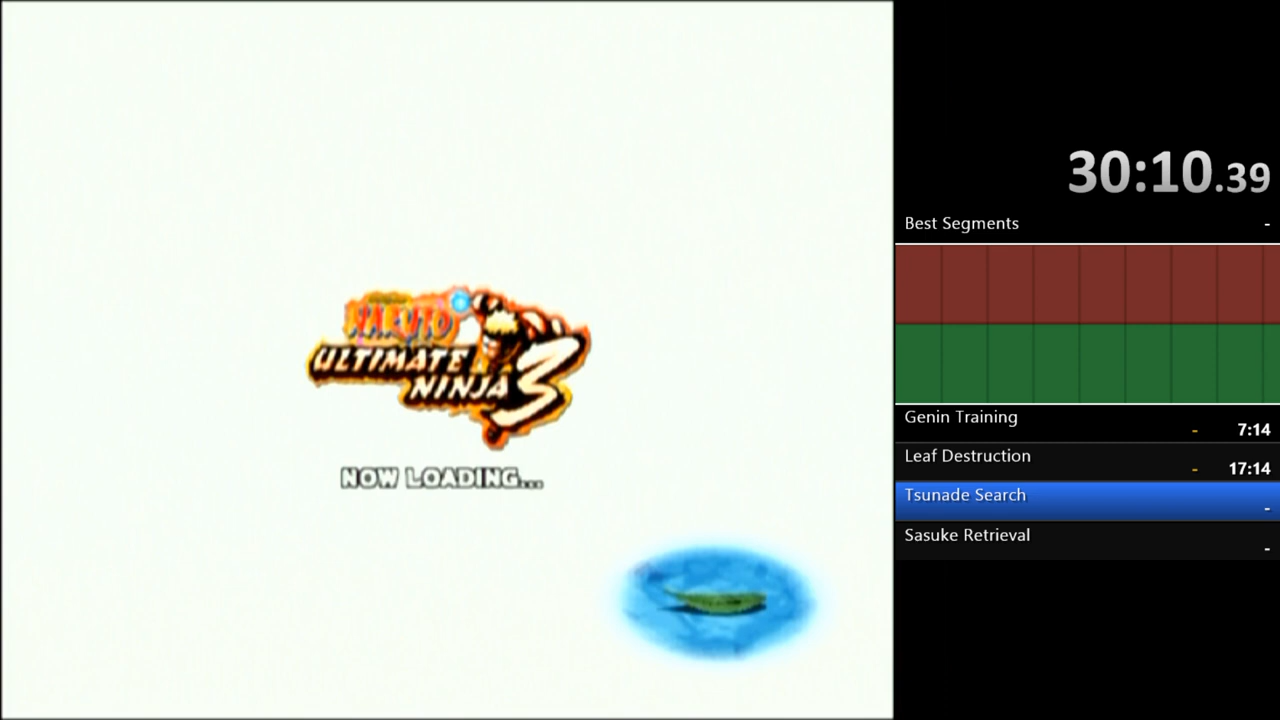 NARUTO
ULTIMATE
NINJA 3
NOW LOADING...
30:10.39
Best Segments -
Genin Training - 7:14
Leaf Destruction - 17:14
Tsunade Search -
Sasuke Retrieval -